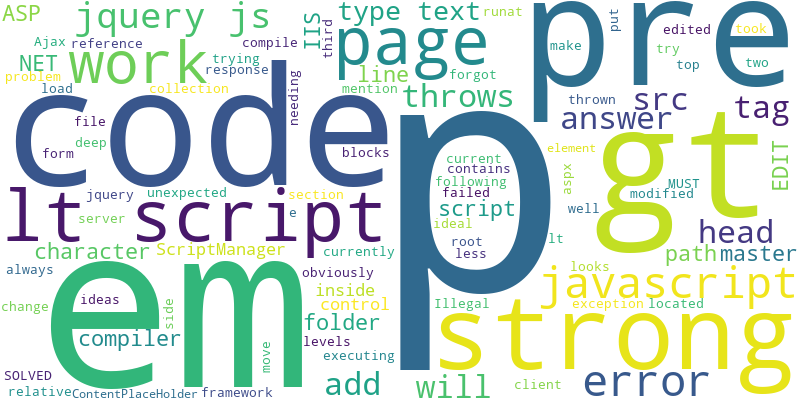 ASP
jquery js
IIS
type text
runat
pre
put
edited
took
Ajax
reference
compile
third
page
make
try
NET
work
trying
response
line
forgot
top
two
problem
load
collection
needing
mention
throws
thrown
src
tag
code
file
deep
form
blocks
answer
gt
EDIT
p
current
contains
following
failed
element
aspx
MUST
modified
jquery
unexpected
section
lt script
e
server
script
ideal
root
less
well
lt
head
character
ScriptManager
currently
path
master
always
em
ideas
obviously
inside
control
looks
javascript
change
side
Illegal
exception
located
compiler
folder
levels
strong
move
executing
SOLVED
relative
ContentPlaceHolder
framework
add
will
client
error